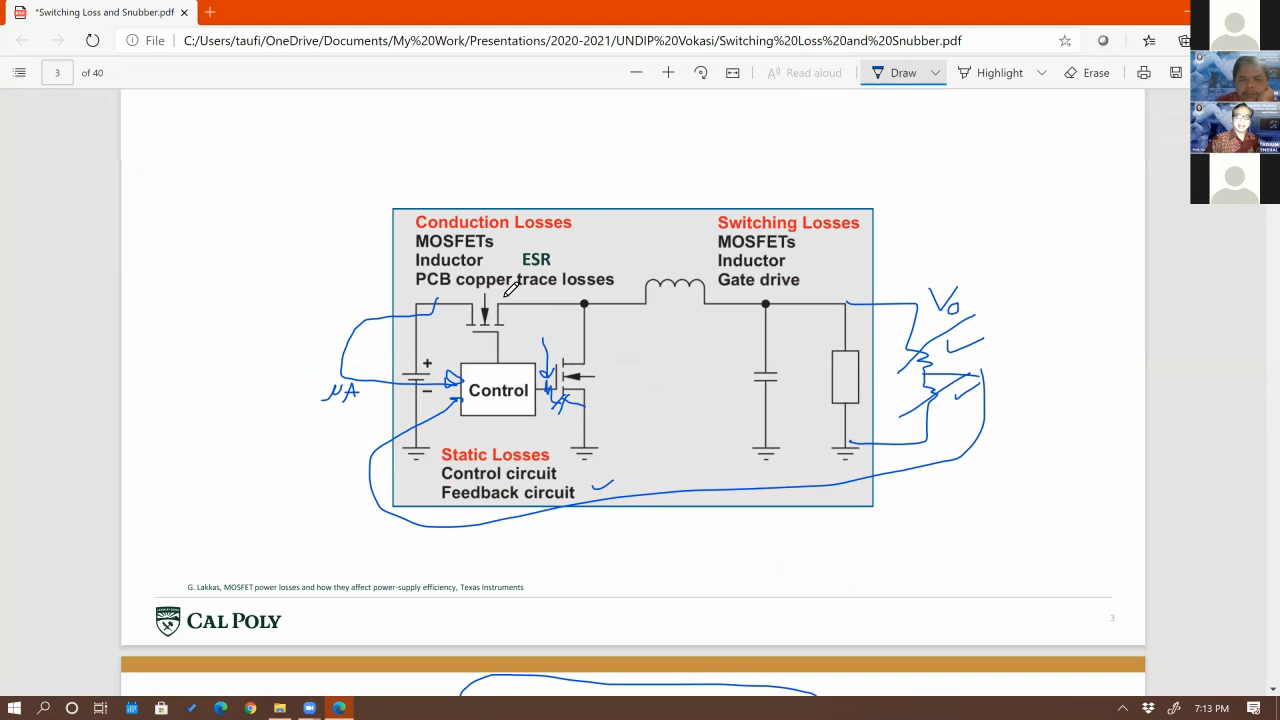 "Switching Loss and Snubber.pdf"
File
C:/Users/taufi/OneDrive/Documents/My%20Work/Presentations/2020-2021/UNDIP%20Vokasi/Switching%20Loss%20and%20Snubber.pdf
3 of 40
Read aloud
Draw
Highlight
Erase
Conduction Losses
MOSFETs
Inductor
ESR
PCB copper trace losses
Switching Losses
MOSFETs
Inductor
Gate drive
Vo
+
−
μA
Control
Static Losses
Control circuit
Feedback circuit
G. Lakkas, MOSFET power losses and how they affect power-supply efficiency, Texas Instruments
CAL POLY
3
7:13 PM